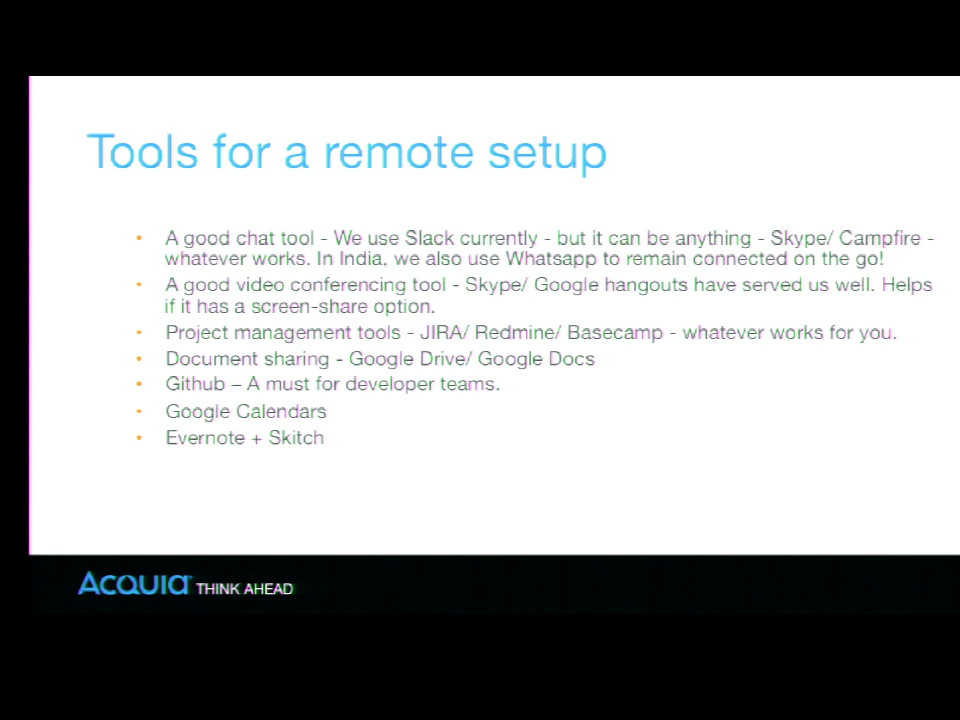 Tools for a remote setup
• A good chat tool - We use Slack currently - but it can be anything - Skype/ Campfire -
whatever works. In India, we also use Whatsapp to remain connected on the go!
• A good video conferencing tool - Skype/ Google hangouts have served us well. Helps
if it has a screen-share option.
• Project management tools - JIRA/ Redmine/ Basecamp - whatever works for you.
• Document sharing - Google Drive/ Google Docs
• Github – A must for developer teams.
• Google Calendars
• Evernote + Skitch
ACQUIA THINK AHEAD